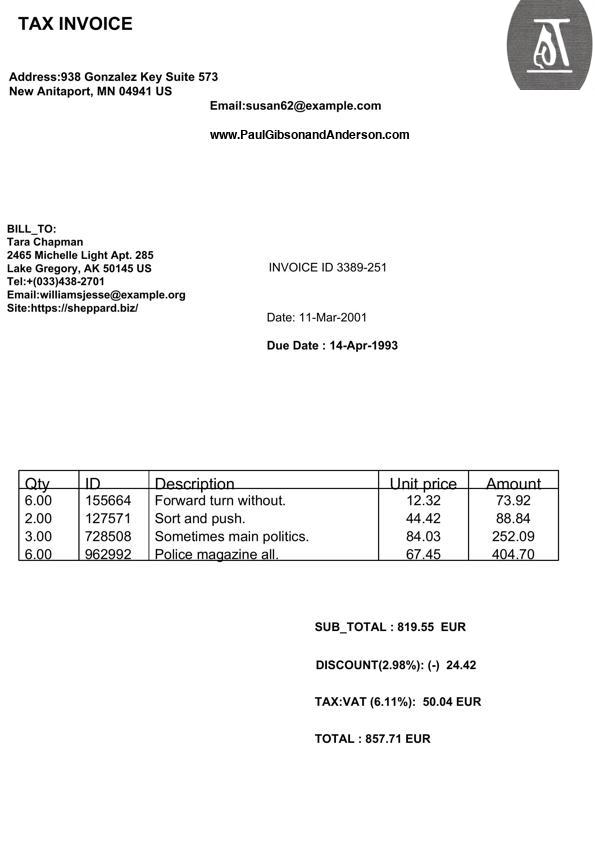 TAX INVOICE
Address:938 Gonzalez Key Suite 573
New Anitaport, MN 04941 US
Email:susan62@example.com
www.PaulGibsonandAnderson.com
BILL_TO:
Tara Chapman
2465 Michelle Light Apt. 285
Lake Gregory, AK 50145 US
Tel:+(033)438-2701
Email:williamsjesse@example.org
Site:https://sheppard.biz/
INVOICE ID 3389-251
Date: 11-Mar-2001
Due Date : 14-Apr-1993
Qty ID Description Unit price Amount
6.00 155664 Forward turn without. 12.32 73.92
2.00 127571 Sort and push. 44.42 88.84
3.00 728508 Sometimes main politics. 84.03 252.09
6.00 962992 Police magazine all. 67.45 404.70
SUB_TOTAL : 819.55 EUR
DISCOUNT(2.98%): (-) 24.42
TAX:VAT (6.11%): 50.04 EUR
TOTAL : 857.71 EUR